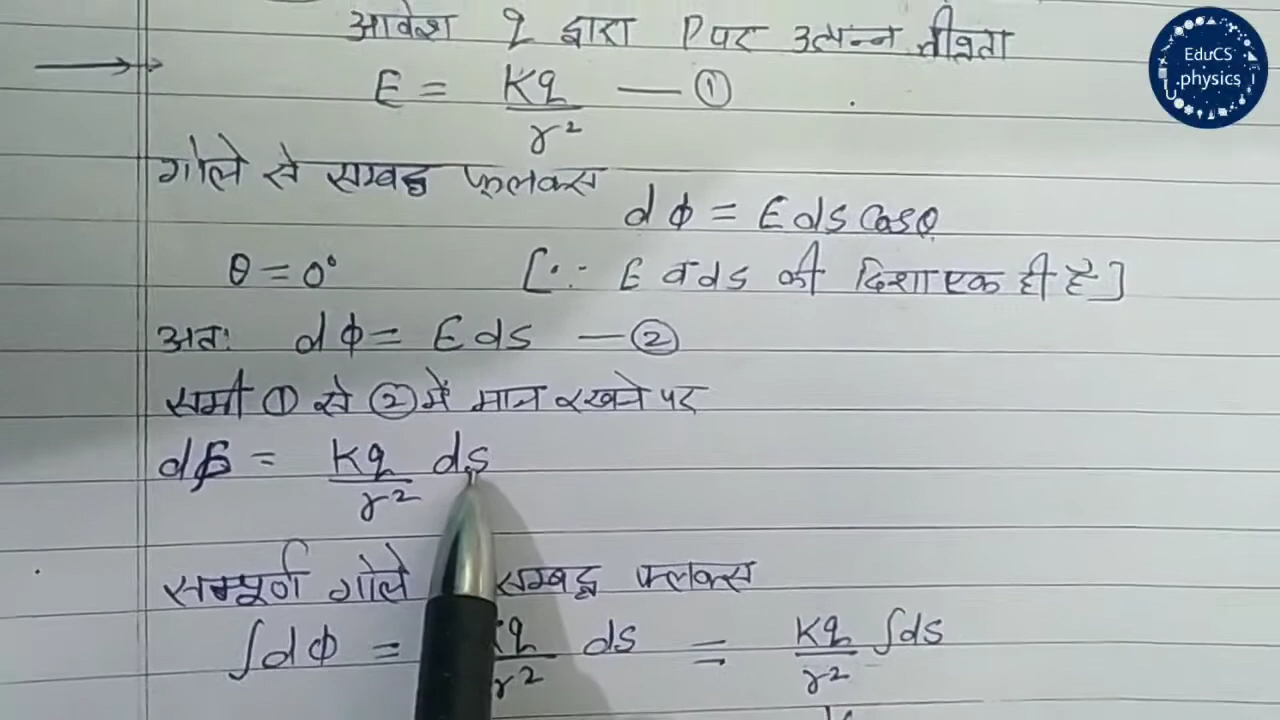 आवेश q द्वारा P पर उत्पन्न तीव्रता
EduCS
physics
E = Kq/r² — ①
गोले से सम्बद्ध फ्लक्स
dϕ = E ds Cosθ
θ = 0° [∵ E व ds की दिशा एक ही है]
अतः dϕ = E ds — ②
समी ① से ② में मान रखने पर
dϕ = Kq/r² ds
सम्पूर्ण गोले सम्बद्ध फ्लक्स
∫dϕ = Kq/r² ds = Kq/r² ∫ds